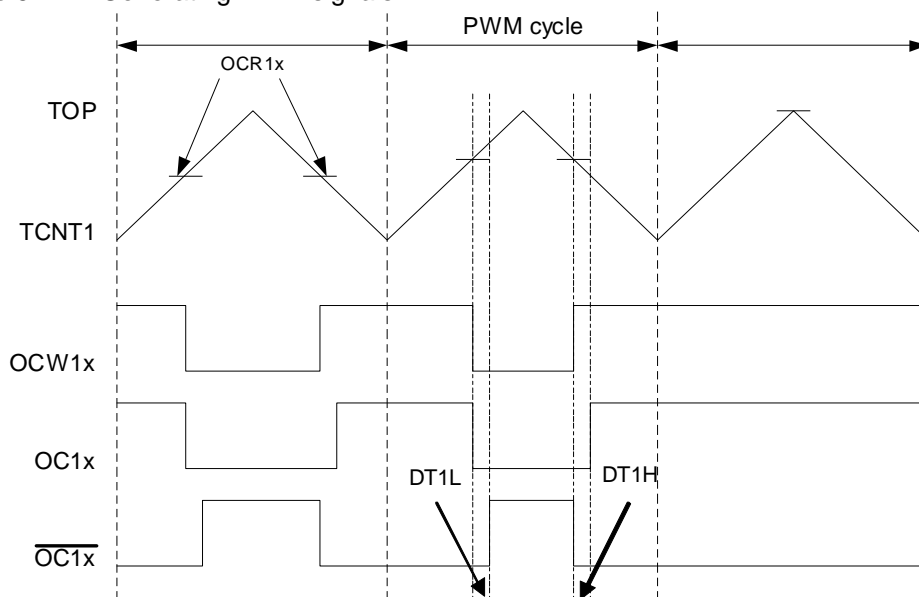 PWM cycle
OCR1x
TOP
TCNT1
OCW1x
OC1x
DT1L
DT1H
OC1x